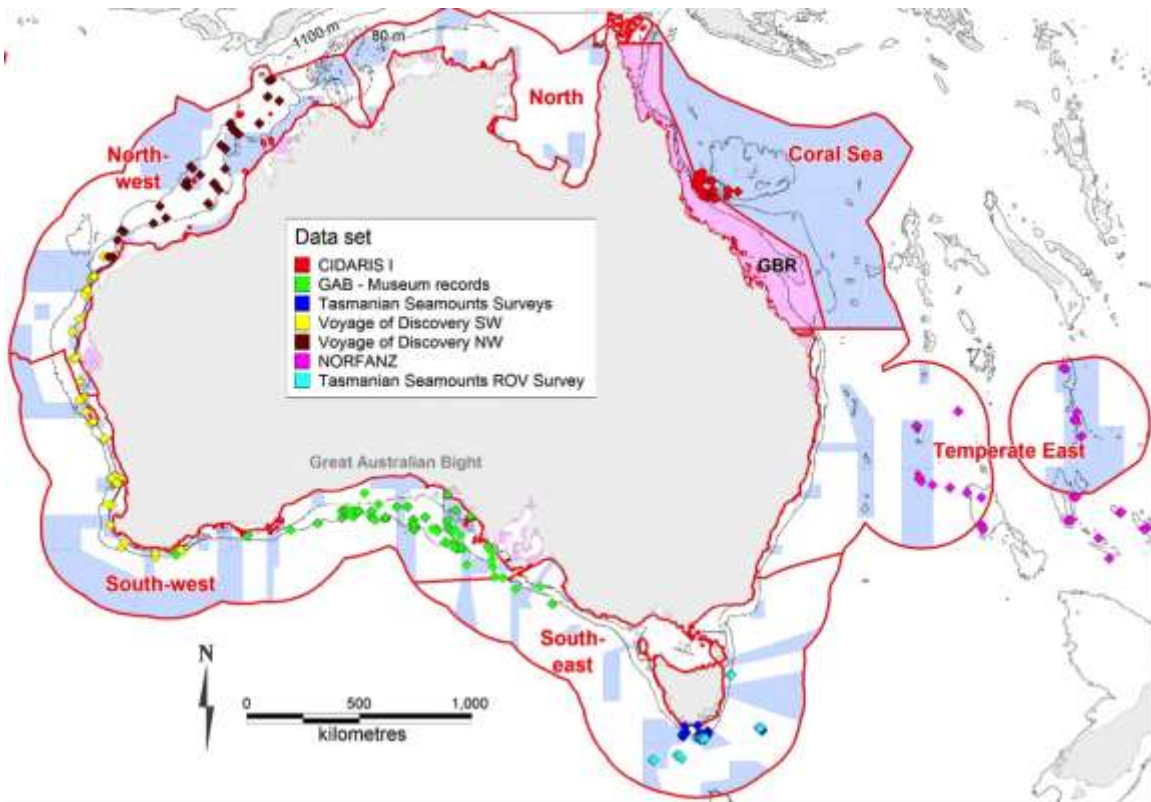 1100 m
80 m
North
North-
west
Coral Sea
GBR
Data set
CIDARIS I
GAB - Museum records
Tasmanian Seamounts Surveys
Voyage of Discovery SW
Voyage of Discovery NW
NORFANZ
Tasmanian Seamounts ROV Survey
Great Australian Bight
Temperate East
South-west
South-
east
N
0 500 1,000
kilometres